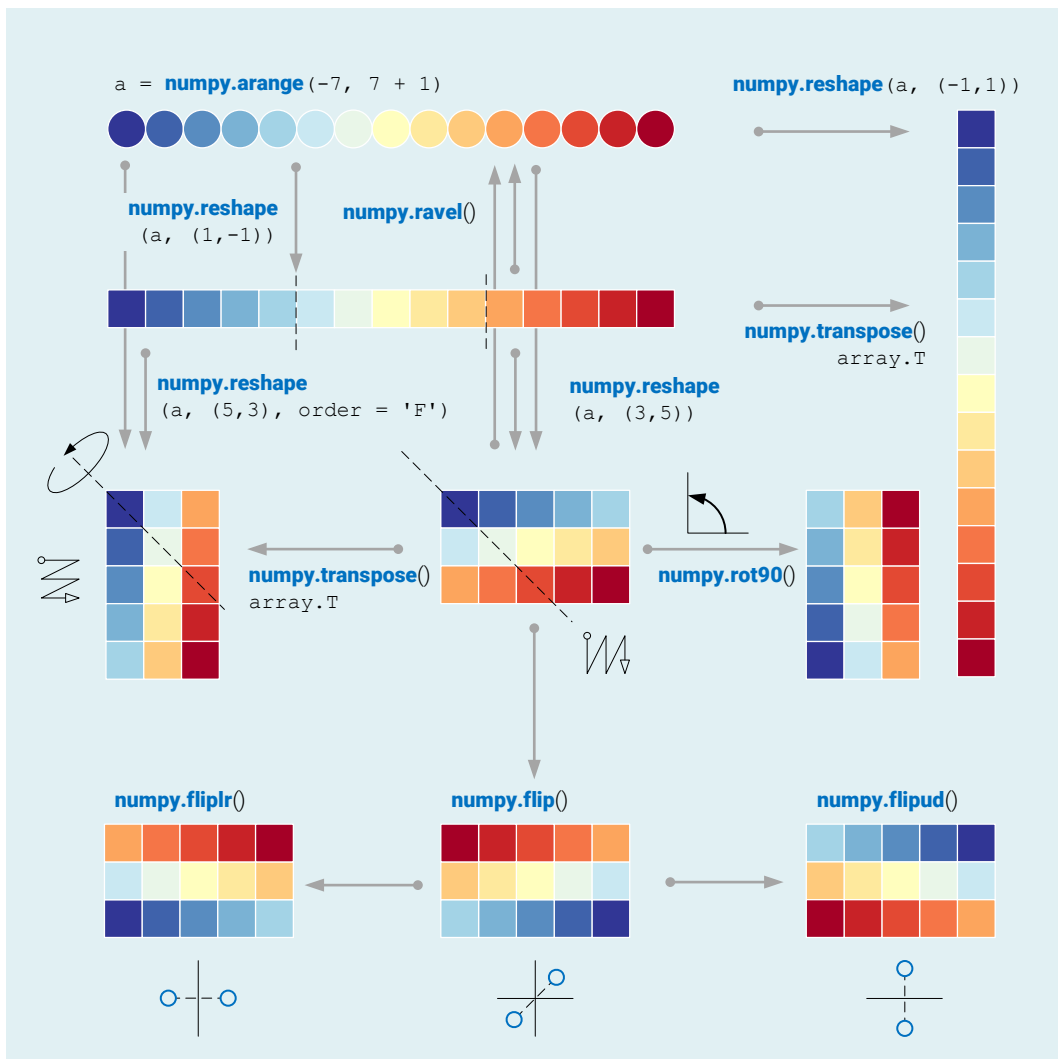 a = numpy.arange(-7, 7 + 1)
numpy.reshape(a, (-1,1))
numpy.reshape
(a, (1,-1))
numpy.ravel()
numpy.transpose()
array.T
numpy.reshape
(a, (5,3), order = 'F')
numpy.reshape
(a, (3,5))
numpy.transpose()
array.T
numpy.rot90()
numpy.fliplr()
numpy.flip()
numpy.flipud()